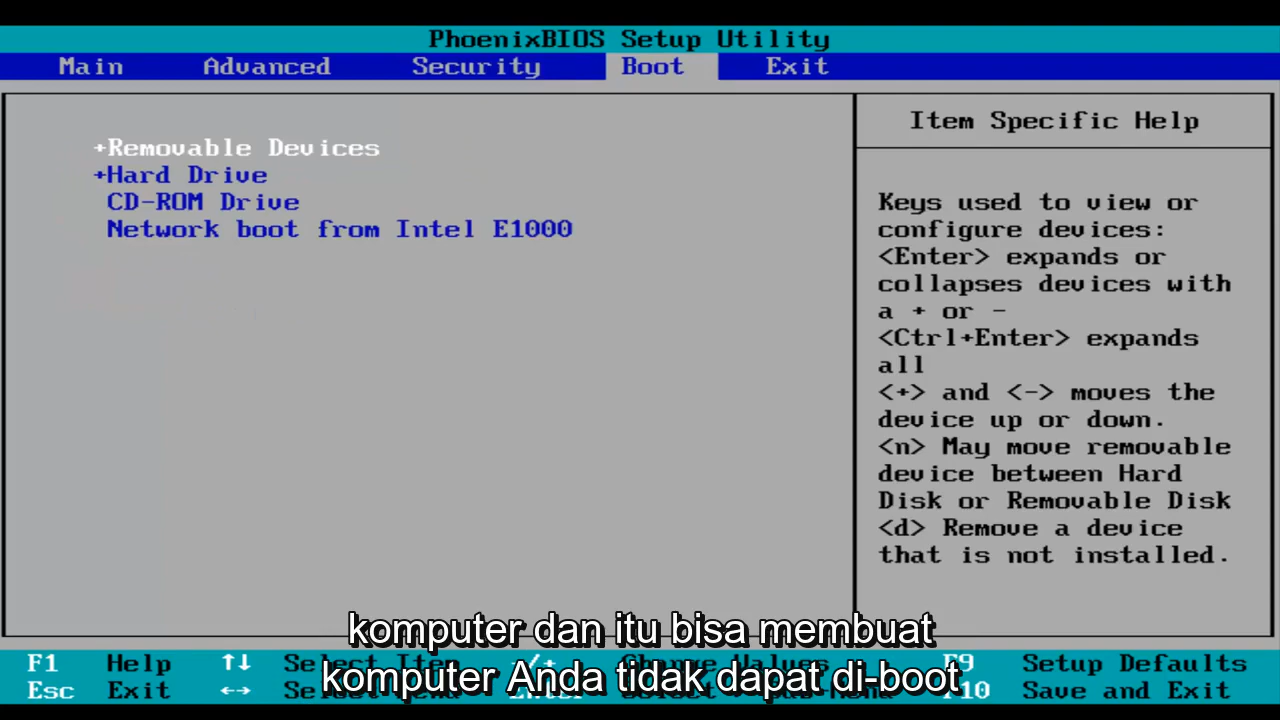 PhoenixBIOS Setup Utility
Main Advanced Security Boot Exit
+Removable Devices
+Hard Drive
CD-ROM Drive
Network boot from Intel E1000
Item Specific Help
Keys used to view or
configure devices:
<Enter> expands or
collapses devices with
a + or -
<Ctrl+Enter> expands
all
<+> and <-> moves the
device up or down.
<n> May move removable
device between Hard
Disk or Removable Disk
<d> Remove a device
that is not installed.
komputer dan itu bisa membuat
komputer Anda tidak dapat di-boot
F1 Help ↑↓ Select F9 Setup Defaults
Esc Exit ↔ F10 Save and Exit